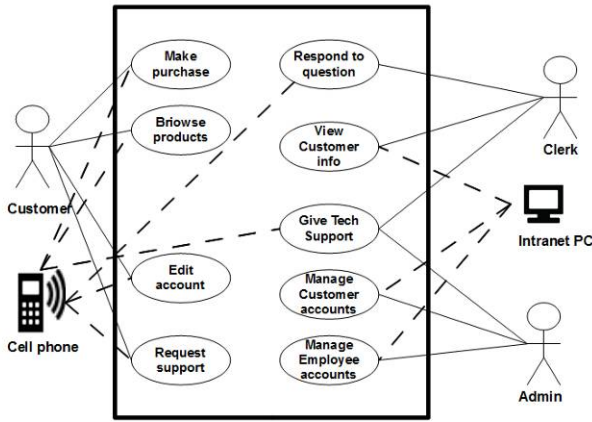 Make
purchase
Respond to
question
Briowse
products
View
Customer
info
Clerk
Customer
Give Tech
Support
Intranet PC
Edit
account
Manage
Customer
accounts
Cell phone
Request
support
Manage
Employee
accounts
Admin